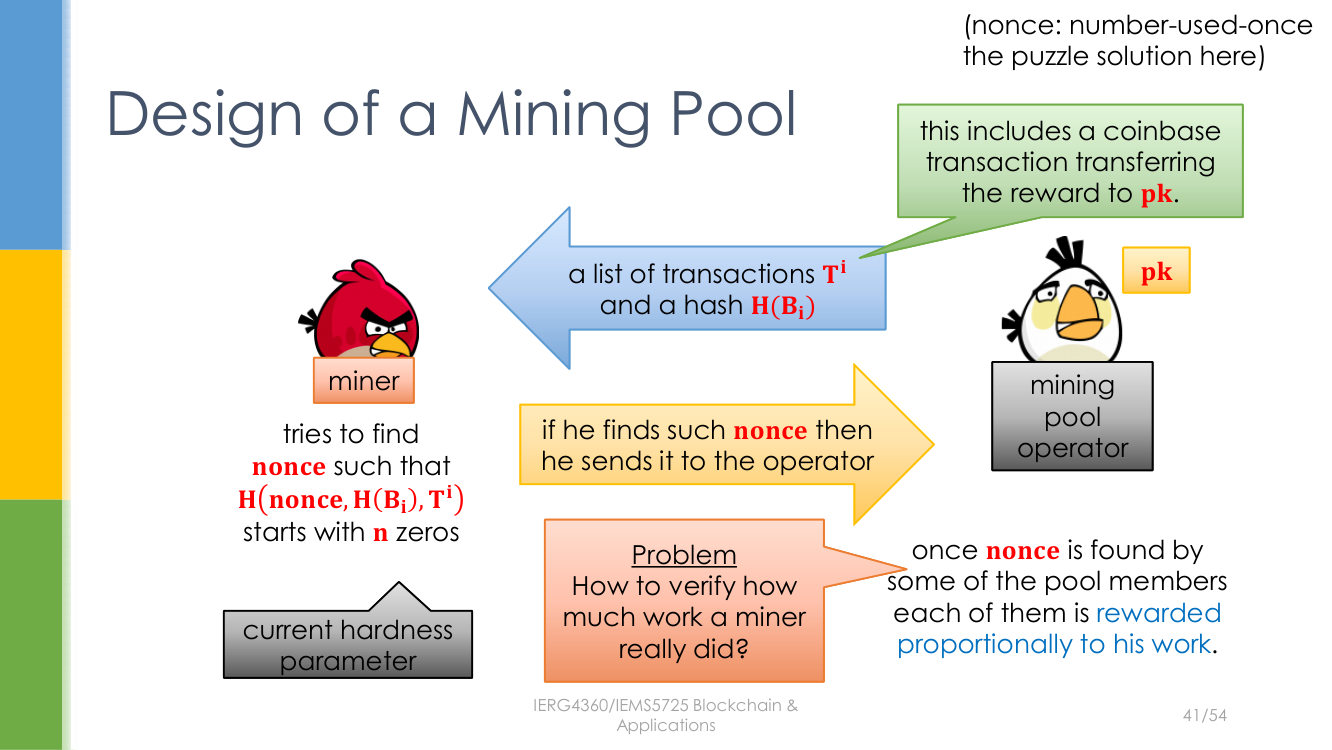 (nonce: number-used-once
the puzzle solution here)
Design of a Mining Pool
this includes a coinbase
transaction transferring
the reward to pk.
a list of transactions Tⁱ
and a hash H(Bᵢ)
pk
miner
mining
pool
operator
tries to find
nonce such that
H(nonce, H(Bᵢ), Tⁱ)
starts with n zeros
if he finds such nonce then
he sends it to the operator
current hardness
parameter
Problem
How to verify how
much work a miner
really did?
once nonce is found by
some of the pool members
each of them is rewarded
proportionally to his work.
IERG4360/IEMS5725 Blockchain &
Applications
41/54